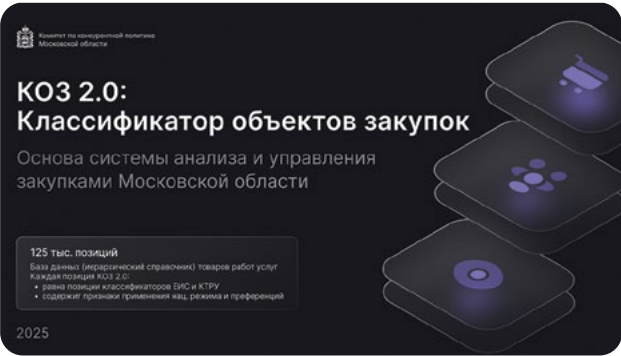 Комитет по конкурентной политике
Московской области
КОЗ 2.0:
Классификатор объектов закупок
Основа системы анализа и управления
закупками Московской области
125 тыс. позиций
База данных (иерархический справочник) товаров работ услуг
Каждая позиция КОЗ 2.0:
• равна позиции классификаторов ЕИС и КТРУ
• содержит признаки применения нац. режима и преференций
2025